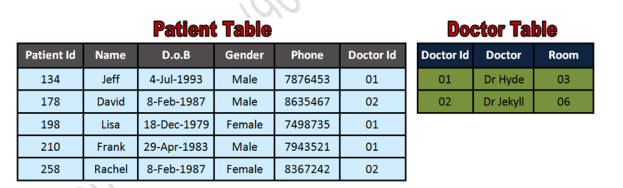 Patient Table
Doctor Table
Patient Id Name D.o.B Gender Phone Doctor Id
134 Jeff 4-Jul-1993 Male 7876453 01
178 David 8-Feb-1987 Male 8635467 02
198 Lisa 18-Dec-1979 Female 7498735 01
210 Frank 29-Apr-1983 Male 7943521 01
258 Rachel 8-Feb-1987 Female 8367242 02
Doctor Id Doctor Room
01 Dr Hyde 03
02 Dr Jekyll 06